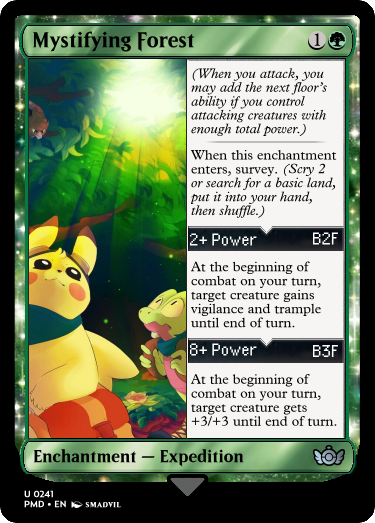 Mystifying Forest 1
(When you attack, you
may add the next floor's
ability if you control
attacking creatures with
enough total power.)
When this enchantment
enters, survey. (Scry 2
or search for a basic land,
put it into your hand,
then shuffle.)
2+ Power B2F
At the beginning of
combat on your turn,
target creature gains
vigilance and trample
until end of turn.
8+ Power B3F
At the beginning of
combat on your turn,
target creature gets
+3/+3 until end of turn.
Enchantment — Expedition
U 0241
PMD • EN SMADVIL